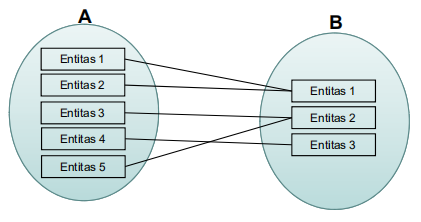 A
Entitas 1
Entitas 2
Entitas 3
Entitas 4
Entitas 5
B
Entitas 1
Entitas 2
Entitas 3